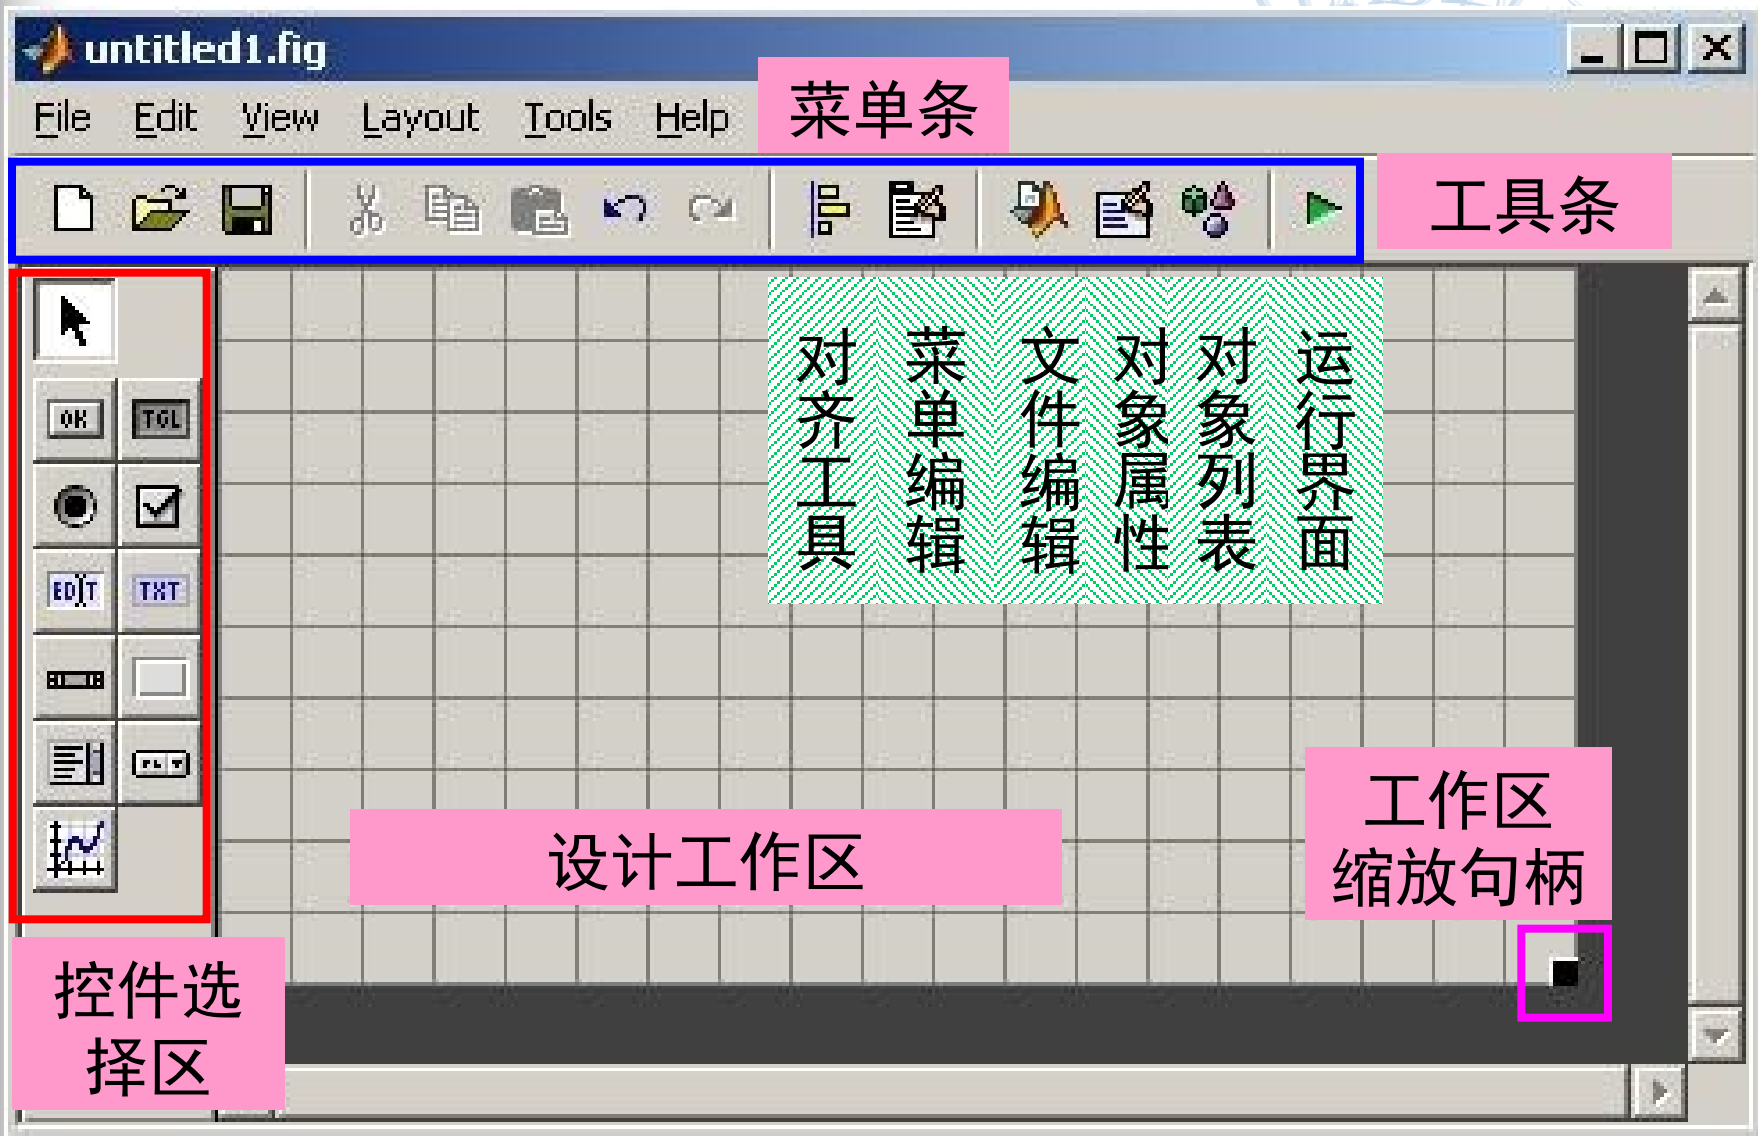 untitled1.fig
File Edit View Layout Tools Help
菜单条
工具条
对齐工具
菜单编辑
文件编辑
对象属性
对象列表
运行界面
OK
TGL
EDIT
TXT
设计工作区
工作区
缩放句柄
控件选
择区